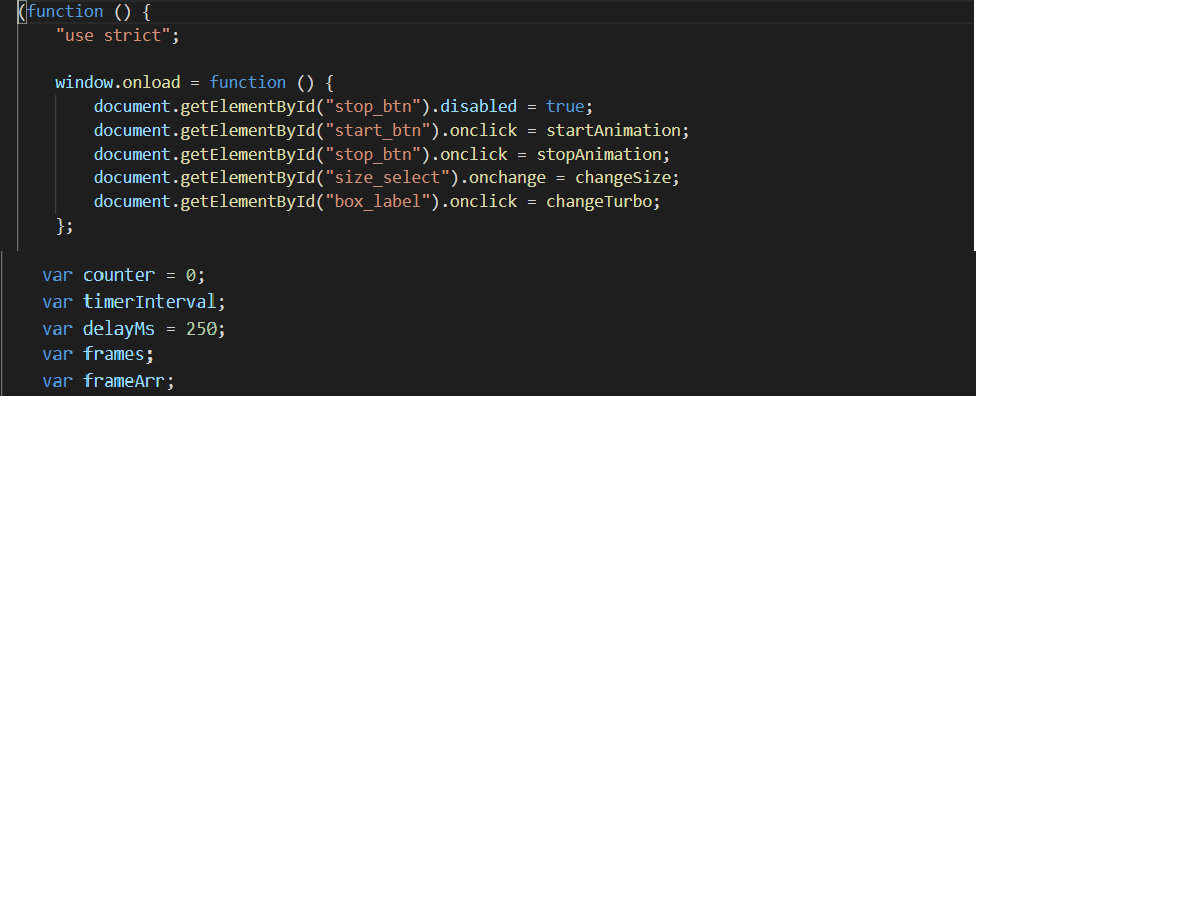 (function () {
    "use strict";
    window.onload = function () {
        document.getElementById("stop_btn").disabled = true;
        document.getElementById("start_btn").onclick = startAnimation;
        document.getElementById("stop_btn").onclick = stopAnimation;
        document.getElementById("size_select").onchange = changeSize;
        document.getElementById("box_label").onclick = changeTurbo;
    };
    var counter = 0;
    var timerInterval;
    var delayMs = 250;
    var frames;
    var frameArr;